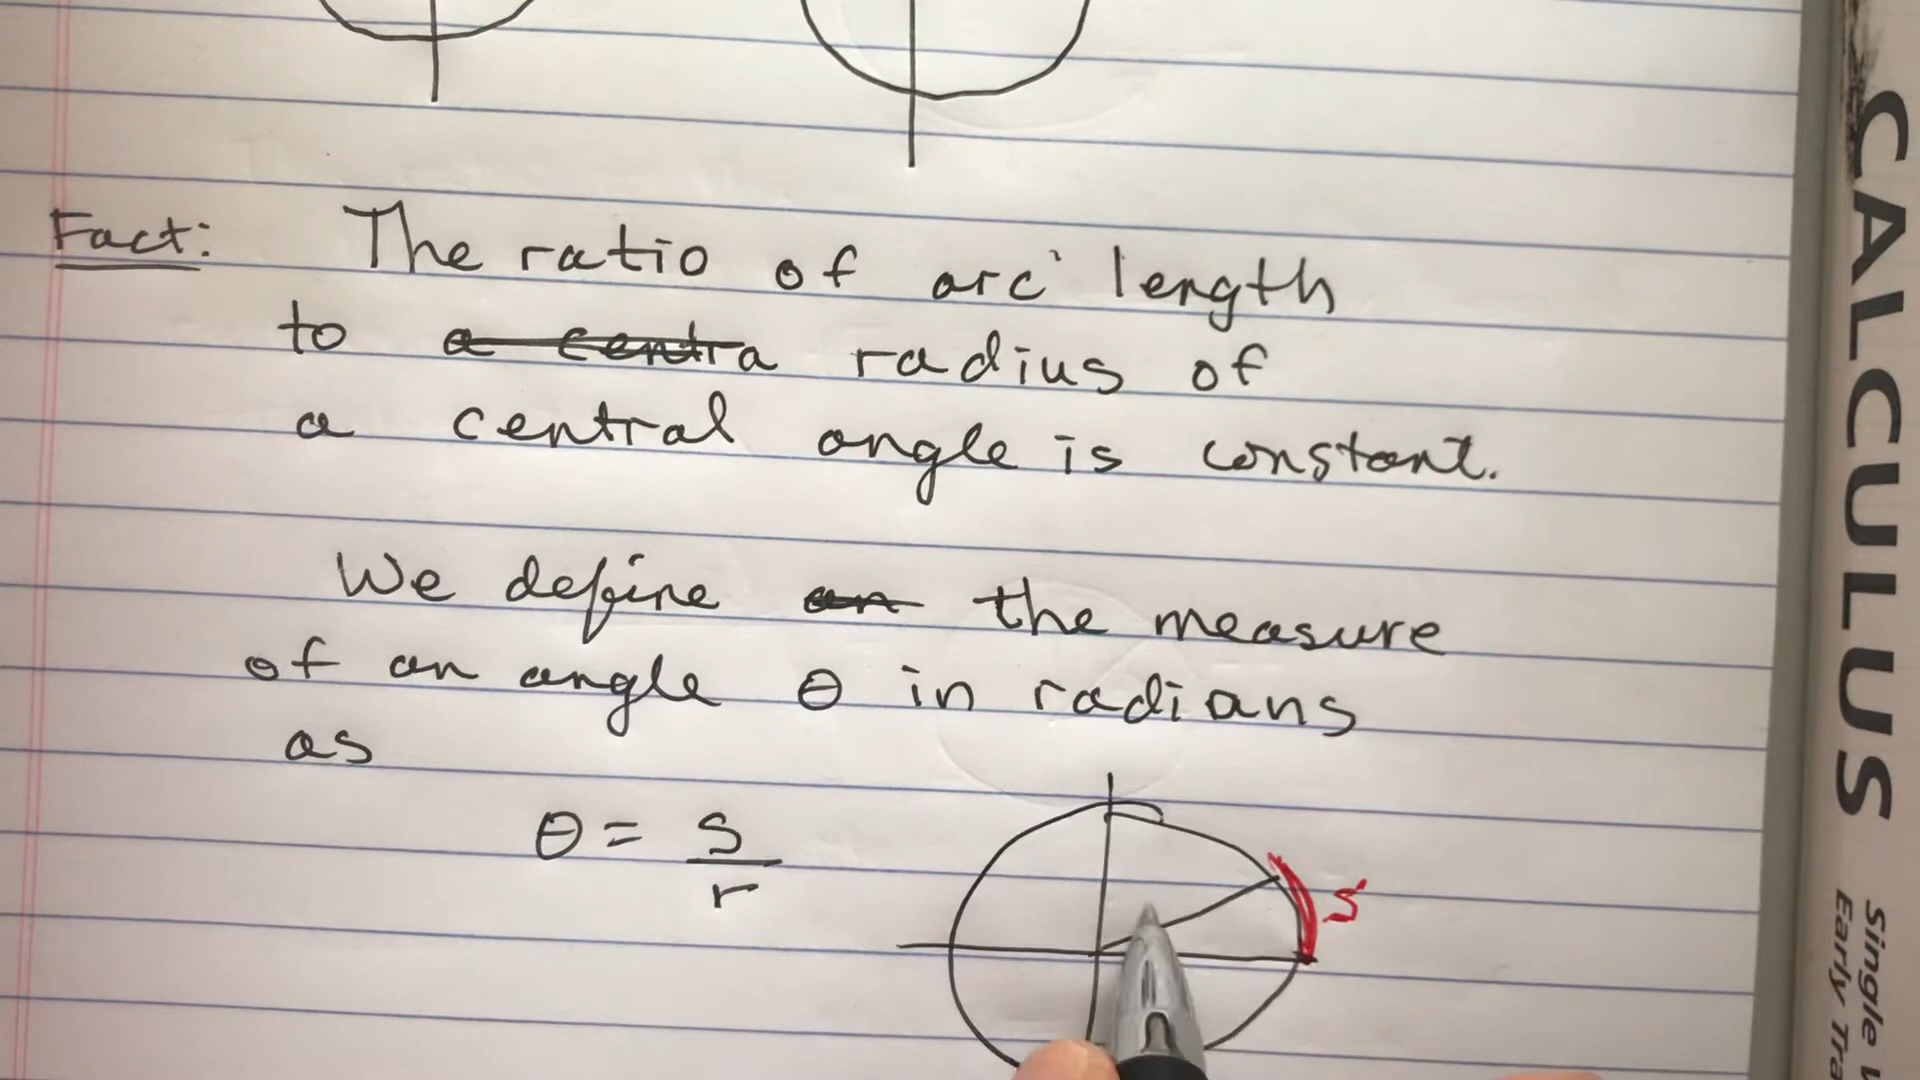 Fact: The ratio of arc length
to a centra radius of
a central angle is constant.
We define an the measure
of an angle θ in radians
as
θ = s/r
s
CALCULUS
Single V
Early Tra